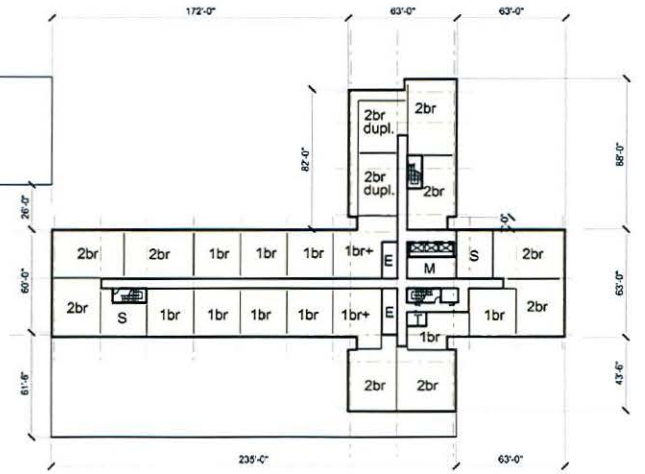 172'-0" 63'-0" 63'-0"
2br
dupl.
2br
82'-0"
88'-0"
2br
dupl.
2br
26'-0"
2br 2br 1br 1br 1br 1br+ E M S 2br
60'-0"
63'-0"
2br S 1br 1br 1br 1br 1br+ E 1br 2br
1br
61'-6"
2br 2br
43'-6"
235'-0" 63'-0"